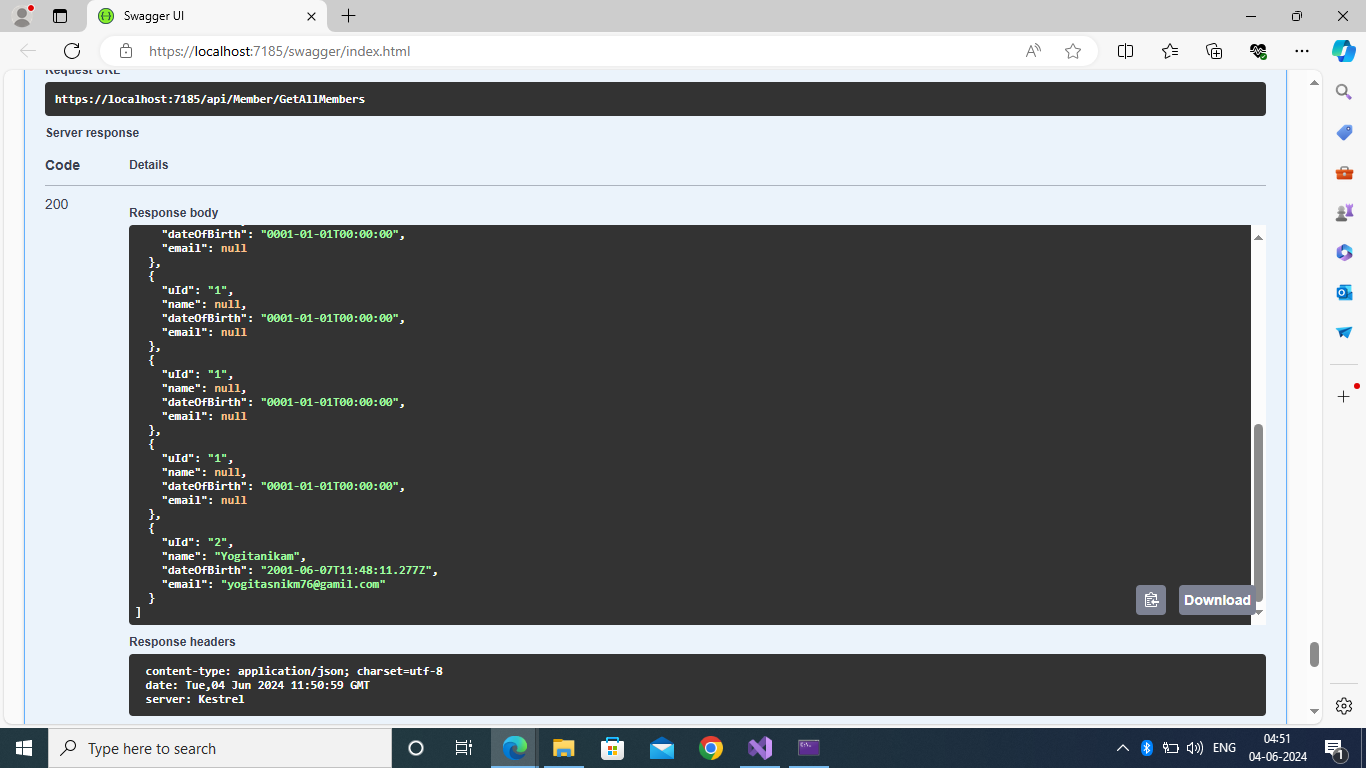 Swagger UI
https://localhost:7185/swagger/index.html
Request URL
https://localhost:7185/api/Member/GetAllMembers
Server response
Code Details
200
Response body
"dateOfBirth": "0001-01-01T00:00:00",
"email": null
},
{
"uId": "1",
"name": null,
"dateOfBirth": "0001-01-01T00:00:00",
"email": null
},
{
"uId": "1",
"name": null,
"dateOfBirth": "0001-01-01T00:00:00",
"email": null
},
{
"uId": "1",
"name": null,
"dateOfBirth": "0001-01-01T00:00:00",
"email": null
},
{
"uId": "2",
"name": "Yogitanikam",
"dateOfBirth": "2001-06-07T11:48:11.277Z",
"email": "yogitasnikm76@gamil.com"
}
]
Download
Response headers
content-type: application/json; charset=utf-8
date: Tue,04 Jun 2024 11:50:59 GMT
server: Kestrel
Type here to search
ENG
04:51
04-06-2024
1